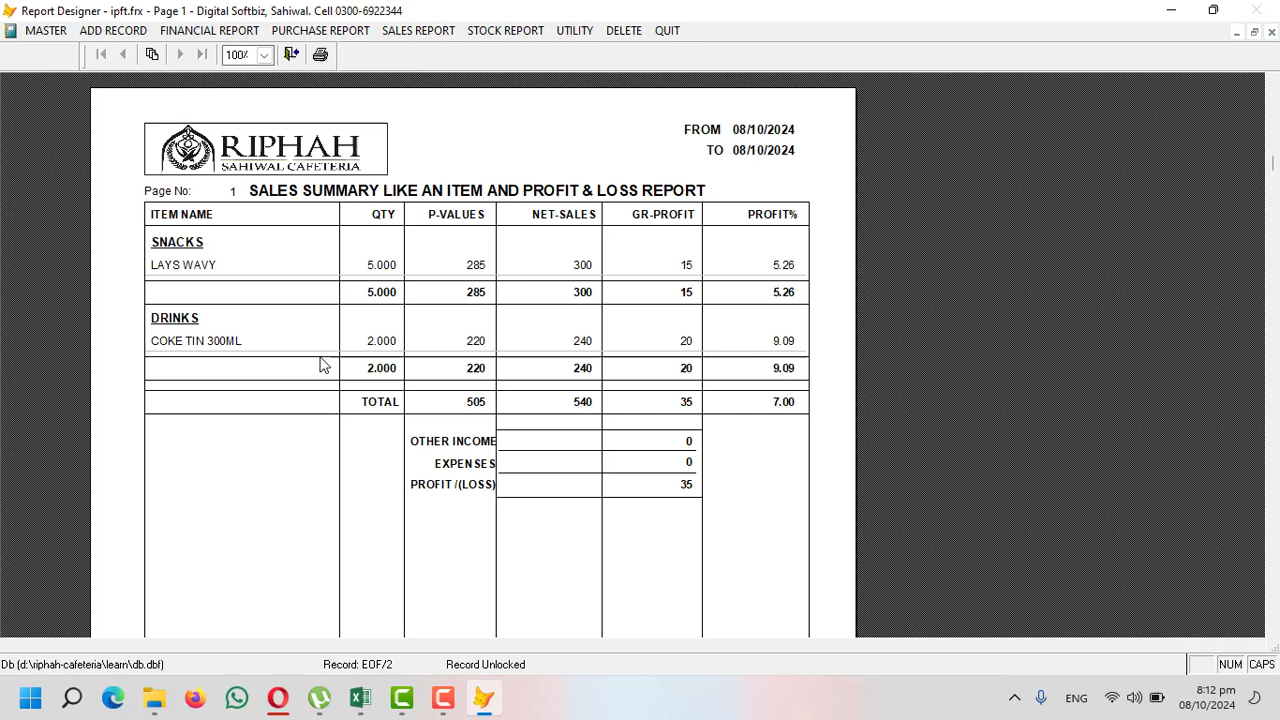 Report Designer - ipft.frx - Page 1 - Digital Softbiz, Sahiwal. Cell 0300-6922344
MASTER ADD RECORD FINANCIAL REPORT PURCHASE REPORT SALES REPORT STOCK REPORT UTILITY DELETE QUIT
100%
RIPHAH
SAHIWAL CAFETERIA
FROM 08/10/2024
TO 08/10/2024
Page No: 1 SALES SUMMARY LIKE AN ITEM AND PROFIT & LOSS REPORT
ITEM NAME QTY P-VALUES NET-SALES GR-PROFIT PROFIT%
SNACKS
LAYS WAVY 5.000 285 300 15 5.26
5.000 285 300 15 5.26
DRINKS
COKE TIN 300ML 2.000 220 240 20 9.09
2.000 220 240 20 9.09
TOTAL 505 540 35 7.00
OTHER INCOME 0
EXPENSES 0
PROFIT /(LOSS) 35
Db (d:\riphah-cafeteria\learn\db.dbf) Record: EOF/2 Record Unlocked NUM CAPS
ENG 8:12 pm
08/10/2024